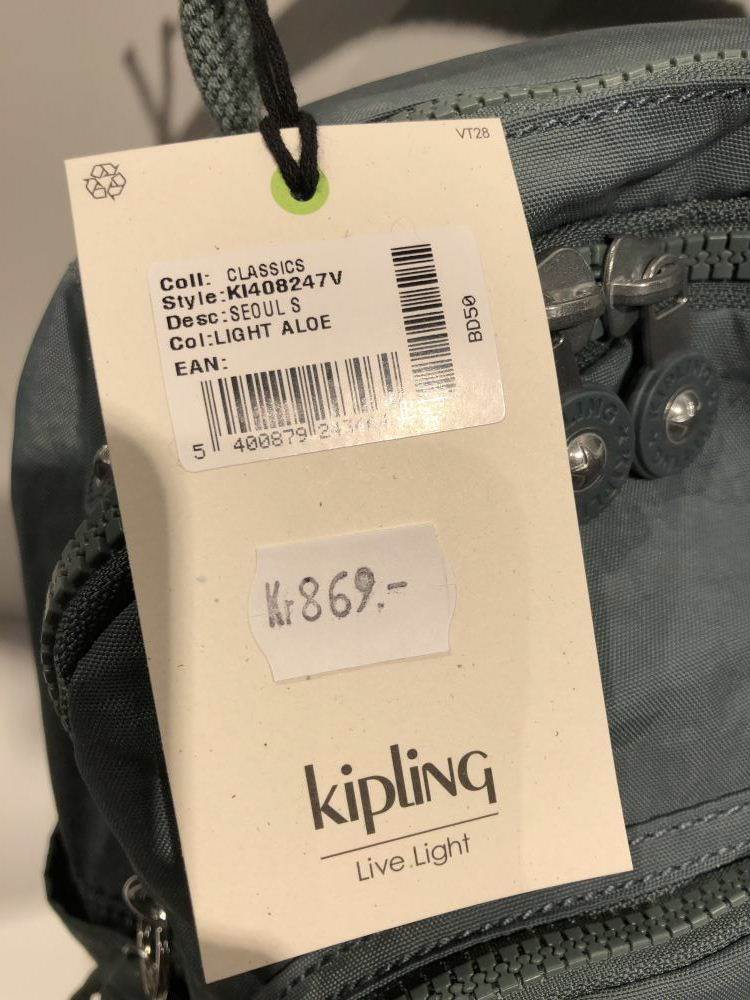 VT28
Coll: CLASSICS
Style:KI408247V
Desc:SEOUL S
Col:LIGHT ALOE
EAN:
BD50
5 400879
Kr869.-
kipling
Live.Light